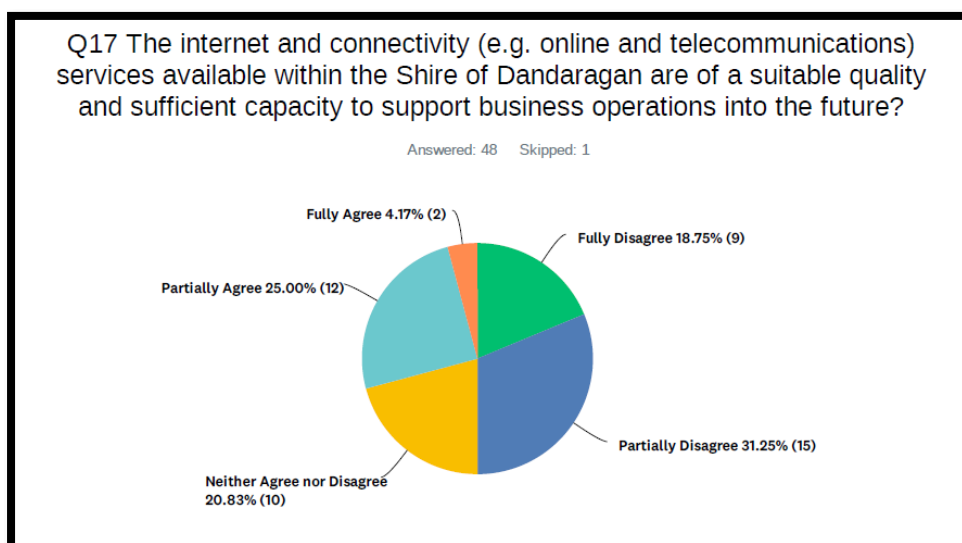 Q17 The internet and connectivity (e.g. online and telecommunications)
services available within the Shire of Dandaragan are of a suitable quality
and sufficient capacity to support business operations into the future?
Answered: 48 Skipped: 1
Fully Agree 4.17% (2)
Fully Disagree 18.75% (9)
Partially Agree 25.00% (12)
Partially Disagree 31.25% (15)
Neither Agree nor Disagree
20.83% (10)